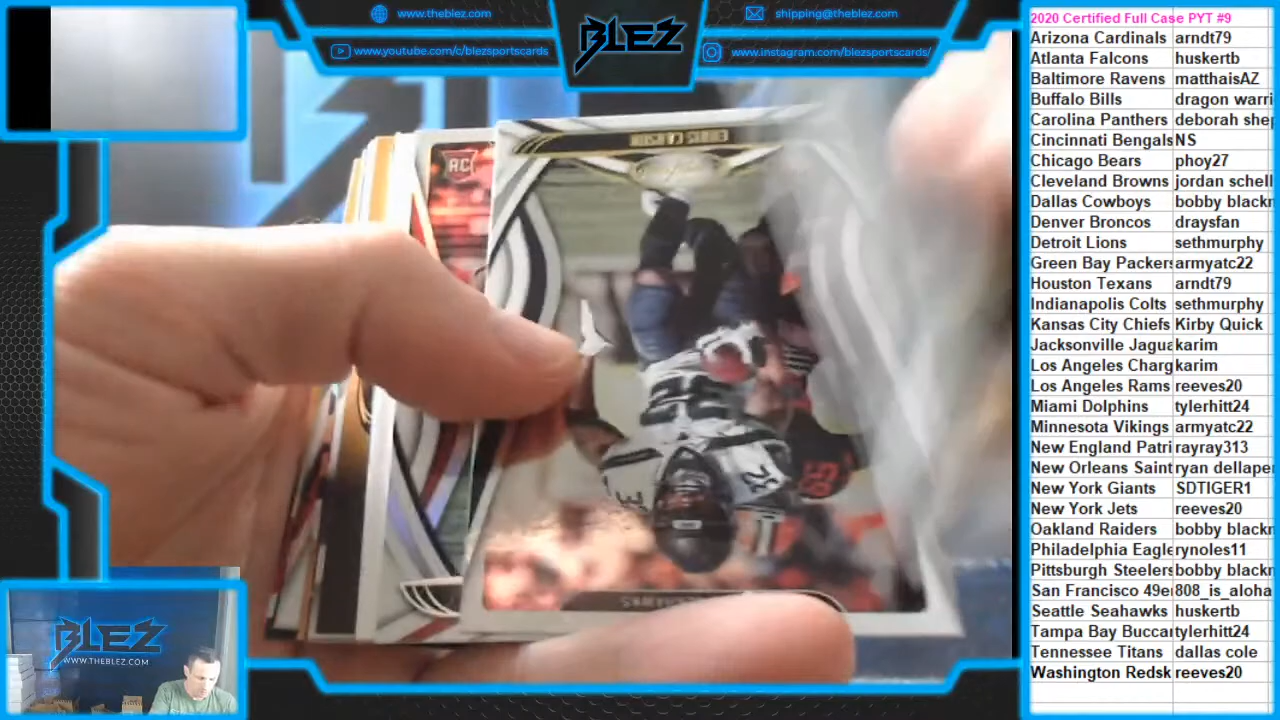 www.theblez.com
shipping@theblez.com
www.youtube.com/c/blezsportscards
www.instagram.com/blezsportscards/
BLEZ
2020 Certified Full Case PYT #9
Arizona Cardinals arndt79
Atlanta Falcons huskertb
Baltimore Ravens matthaisAZ
Buffalo Bills dragon warri
Carolina Panthers deborah she
Cincinnati Bengals NS
Chicago Bears phoy27
Cleveland Browns jordan schell
Dallas Cowboys bobby blackn
Denver Broncos draysfan
Detroit Lions sethmurphy
Green Bay Packers armyatc22
Houston Texans arndt79
Indianapolis Colts sethmurphy
Kansas City Chiefs Kirby Quick
Jacksonville Jagua karim
Los Angeles Charg karim
Los Angeles Rams reeves20
Miami Dolphins tylerhitt24
Minnesota Vikings armyatc22
New England Patri rayray313
New Orleans Saint ryan dellape
New York Giants SDTIGER1
New York Jets reeves20
Oakland Raiders bobby blackn
Philadelphia Eagle rynoles11
Pittsburgh Steelers bobby blackn
San Francisco 49e 808_is_aloha
Seattle Seahawks huskertb
Tampa Bay Buccar tylerhitt24
Tennessee Titans dallas cole
Washington Redsk reeves20
RC
BLEZ
WWW.THEBLEZ.COM